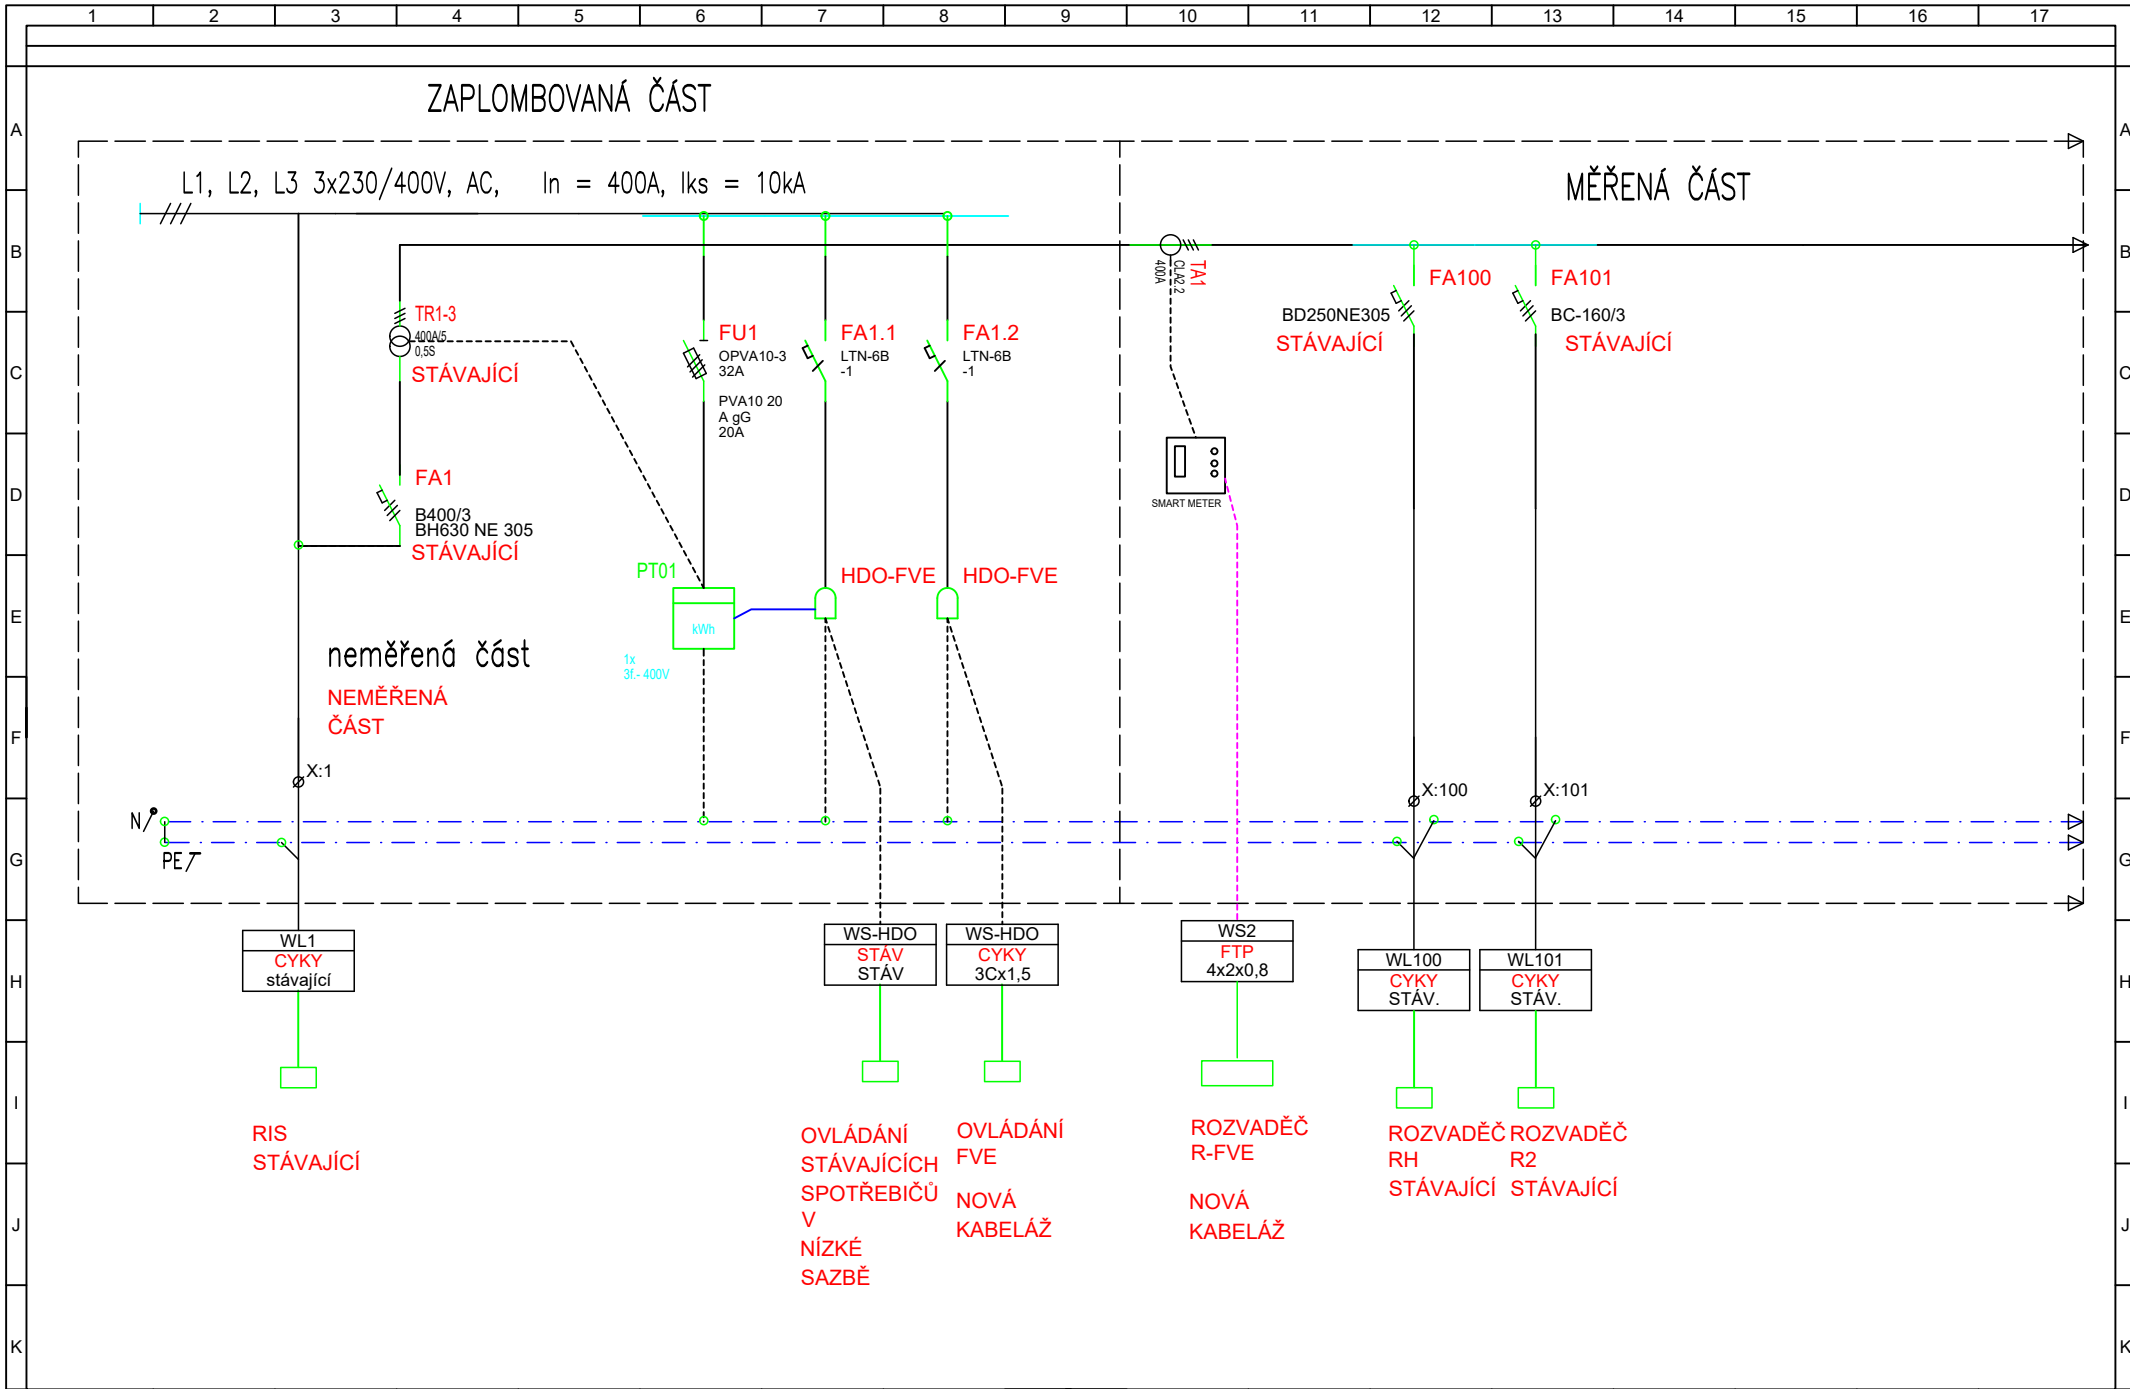 1 2 3 4 5 6 7 8 9 10 11 12 13 14 15 16 17
ZAPLOMBOVANÁ ČÁST
A A
L1, L2, L3 3x230/400V, AC, In = 400A, Iks = 10kA
MĚŘENÁ ČÁST
B B
TA1
CLA2.2
400A
FA100
BD250NE305
STÁVAJÍCÍ
FA101
BC-160/3
STÁVAJÍCÍ
TR1-3
400A/5
0,5S
STÁVAJÍCÍ
FU1
OPVA10-3
32A
PVA10 20
A gG
20A
FA1.1
LTN-6B
-1
FA1.2
LTN-6B
-1
C C
FA1
B400/3
BH630 NE 305
STÁVAJÍCÍ
SMART METER
D D
PT01
kWh
1x
3f.- 400V
HDO-FVE HDO-FVE
E E
neměřená část
NEMĚŘENÁ
ČÁST
F F
X:1
X:100
X:101
N
PE
G G
WL1
CYKY
stávající
WS-HDO
STÁV
STÁV
WS-HDO
CYKY
3Cx1,5
WS2
FTP
4x2x0,8
WL100
CYKY
STÁV.
WL101
CYKY
STÁV.
H H
I I
RIS
STÁVAJÍCÍ
OVLÁDÁNÍ
STÁVAJÍCÍCH
SPOTŘEBIČŮ
V
NÍZKÉ
SAZBĚ
OVLÁDÁNÍ
FVE
NOVÁ
KABELÁŽ
ROZVADĚČ
R-FVE
NOVÁ
KABELÁŽ
ROZVADĚČ
RH
STÁVAJÍCÍ
ROZVADĚČ
R2
STÁVAJÍCÍ
J J
K K